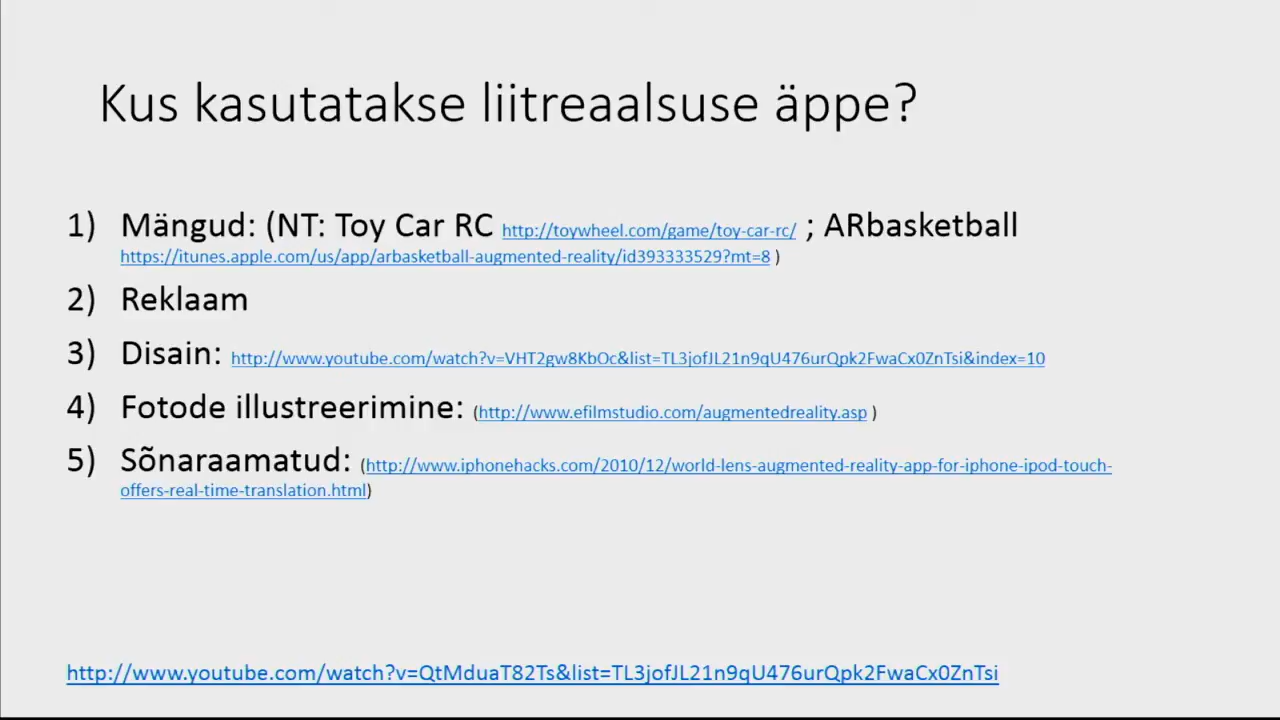 Kus kasutatakse liitreaalsuse äppe?
1) Mängud: (NT: Toy Car RC http://toywheel.com/game/toy-car-rc/ ; ARbasketball
https://itunes.apple.com/us/app/arbasketball-augmented-reality/id393333529?mt=8 )
2) Reklaam
3) Disain: http://www.youtube.com/watch?v=VHT2gw8KbOc&list=TL3jofJL21n9qU476urQpk2FwaCx0ZnTsi&index=10
4) Fotode illustreerimine: (http://www.efilmstudio.com/augmentedreality.asp )
5) Sõnaraamatud: (http://www.iphonehacks.com/2010/12/world-lens-augmented-reality-app-for-iphone-ipod-touch-
offers-real-time-translation.html)
http://www.youtube.com/watch?v=QtMduaT82Ts&list=TL3jofJL21n9qU476urQpk2FwaCx0ZnTsi